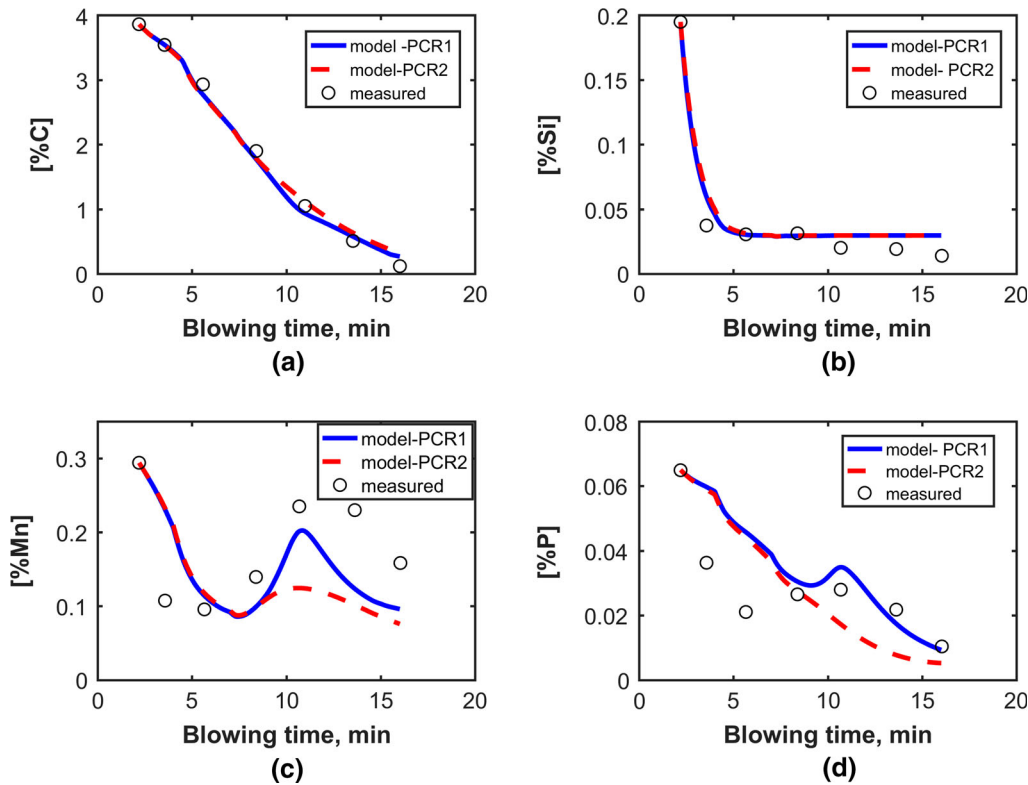 4
3
2
1
0
[%C]
model -PCR1
model-PCR2
measured
0
5
10
15
20
Blowing time, min
(a)
0.2
0.15
0.10
0.05
0
[%Si]
model-PCR1
model- PCR2
measured
0
5
10
15
20
Blowing time, min
(b)
0.3
0.2
0.1
0
[%Mn]
model-PCR1
model-PCR2
measured
0
5
10
15
20
Blowing time, min
(c)
0.08
0.06
0.04
0.02
0
[%P]
model- PCR1
model-PCR2
measured
0
5
10
15
20
Blowing time, min
(d)